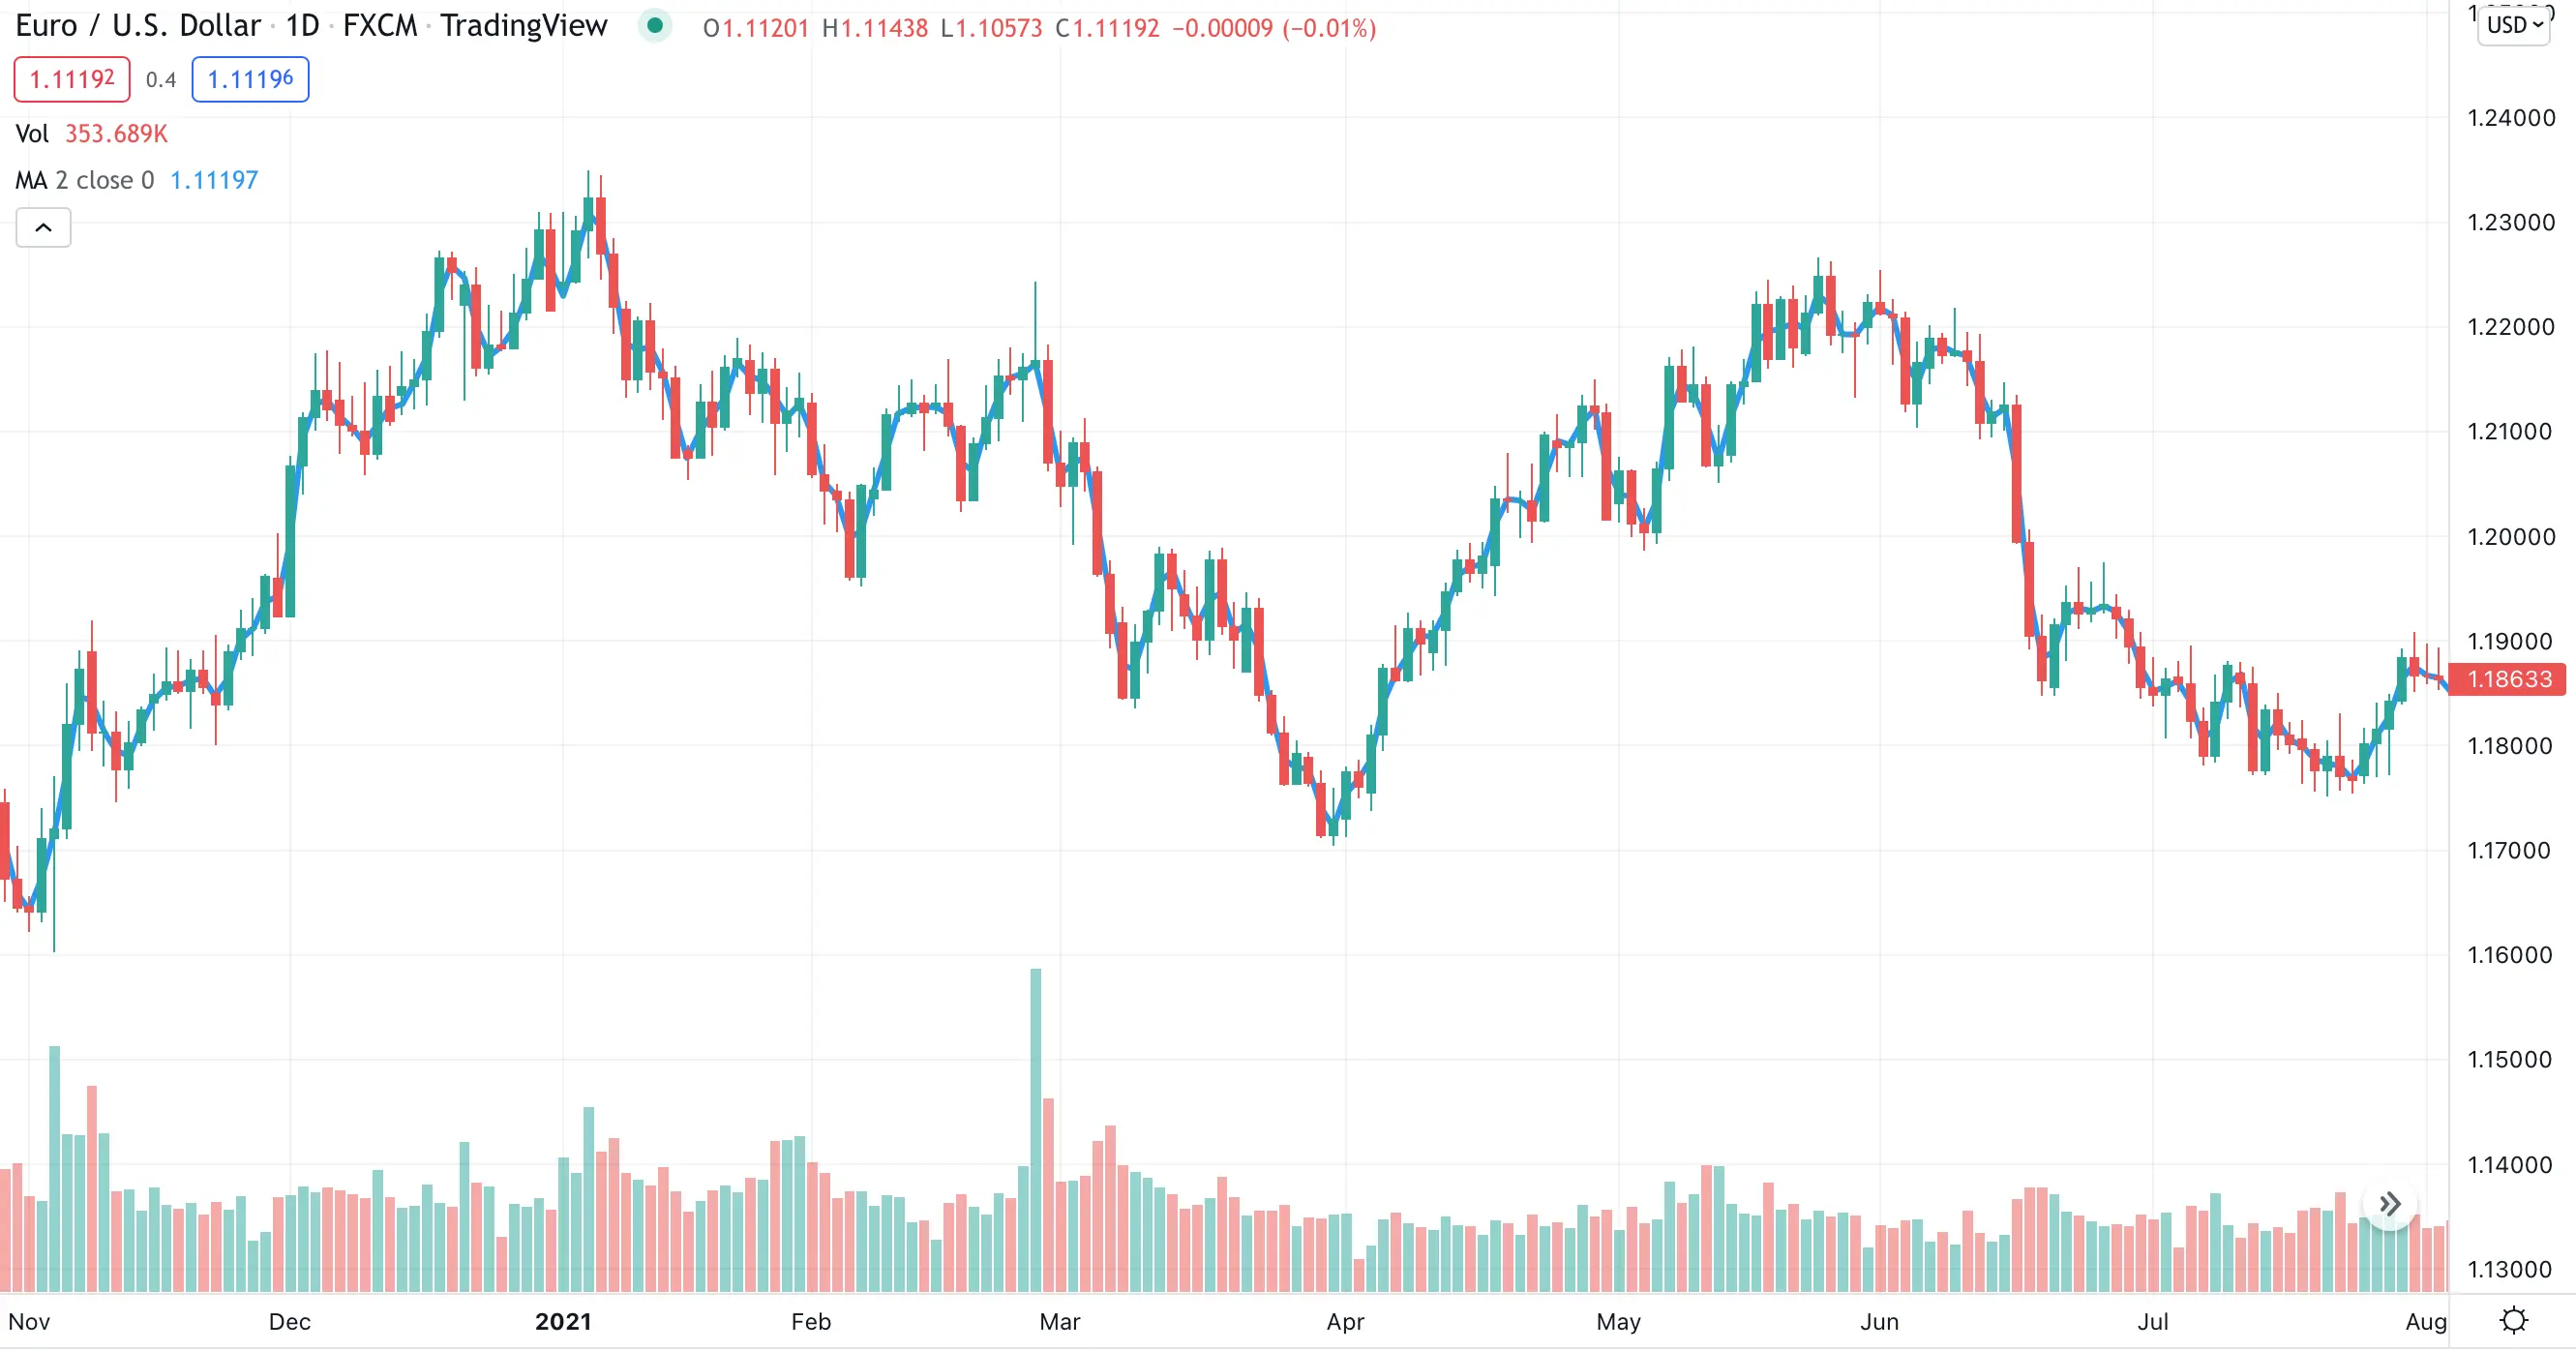 Euro / U.S. Dollar · 1D · FXCM · TradingView O1.11201 H1.11438 L1.10573 C1.11192 −0.00009 (−0.01%)
USD
1.11192 0.4 1.11196
Vol 353.689K
MA 2 close 0 1.11197
1.24000
1.23000
1.22000
1.21000
1.20000
1.19000
1.18633
1.18000
1.17000
1.16000
1.15000
1.14000
1.13000
Nov Dec 2021 Feb Mar Apr May Jun Jul Aug